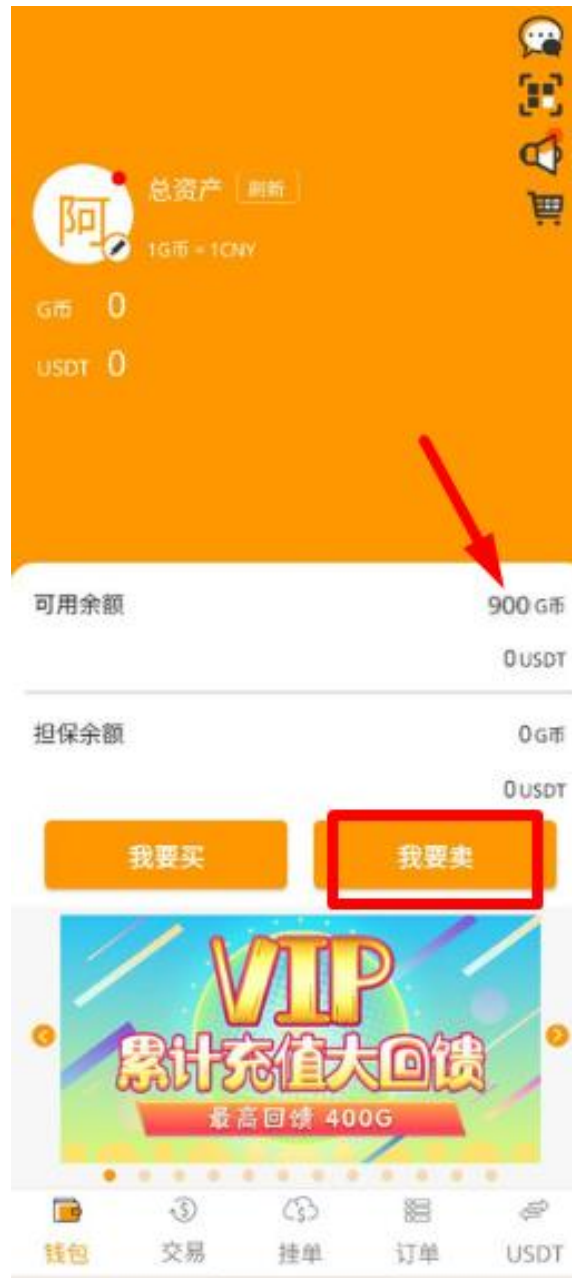 总资产 刷新
阿
1G币 = 1CNY
G币 0
USDT 0
可用余额 900 G币
0 USDT
担保余额 0 G币
0 USDT
我要买 我要卖
VIP
累计充值大回馈
最高回馈 400G
钱包 交易 挂单 订单 USDT